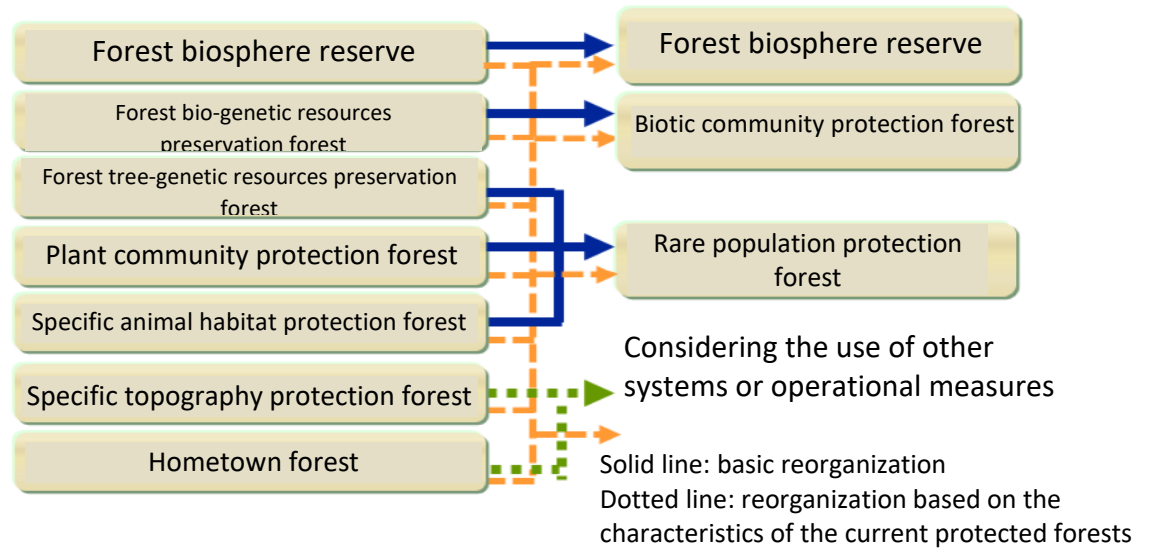 Forest biosphere reserve
Forest bio-genetic resources
preservation forest
Forest tree-genetic resources preservation
forest
Plant community protection forest
Specific animal habitat protection forest
Specific topography protection forest
Hometown forest
Forest biosphere reserve
Biotic community protection forest
Rare population protection
forest
Considering the use of other
systems or operational measures
Solid line: basic reorganization
Dotted line: reorganization based on the
characteristics of the current protected forests